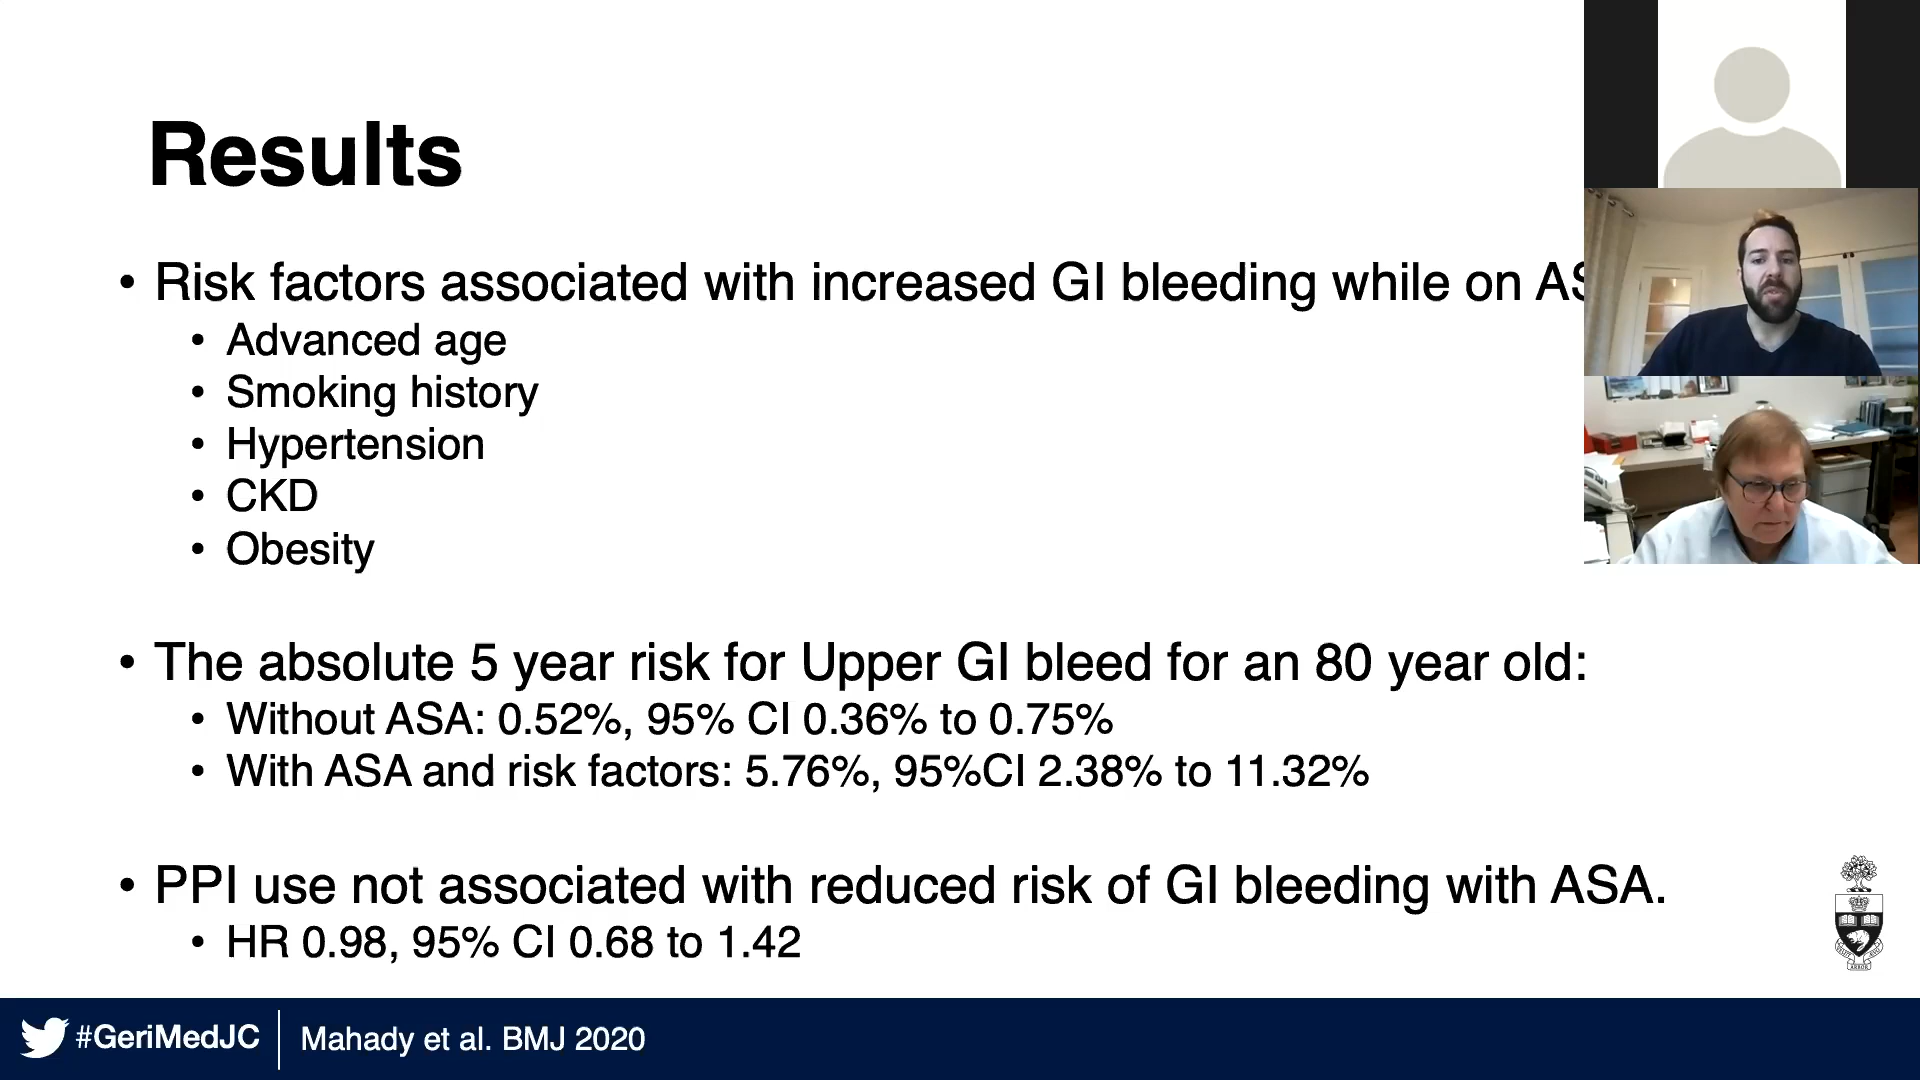 Results
• Risk factors associated with increased GI bleeding while on
• Advanced age
• Smoking history
• Hypertension
• CKD
• Obesity
• The absolute 5 year risk for Upper GI bleed for an 80 year old:
• Without ASA: 0.52%, 95% CI 0.36% to 0.75%
• With ASA and risk factors: 5.76%, 95%CI 2.38% to 11.32%
• PPI use not associated with reduced risk of GI bleeding with ASA.
• HR 0.98, 95% CI 0.68 to 1.42
#GeriMedJC
Mahady et al. BMJ 2020